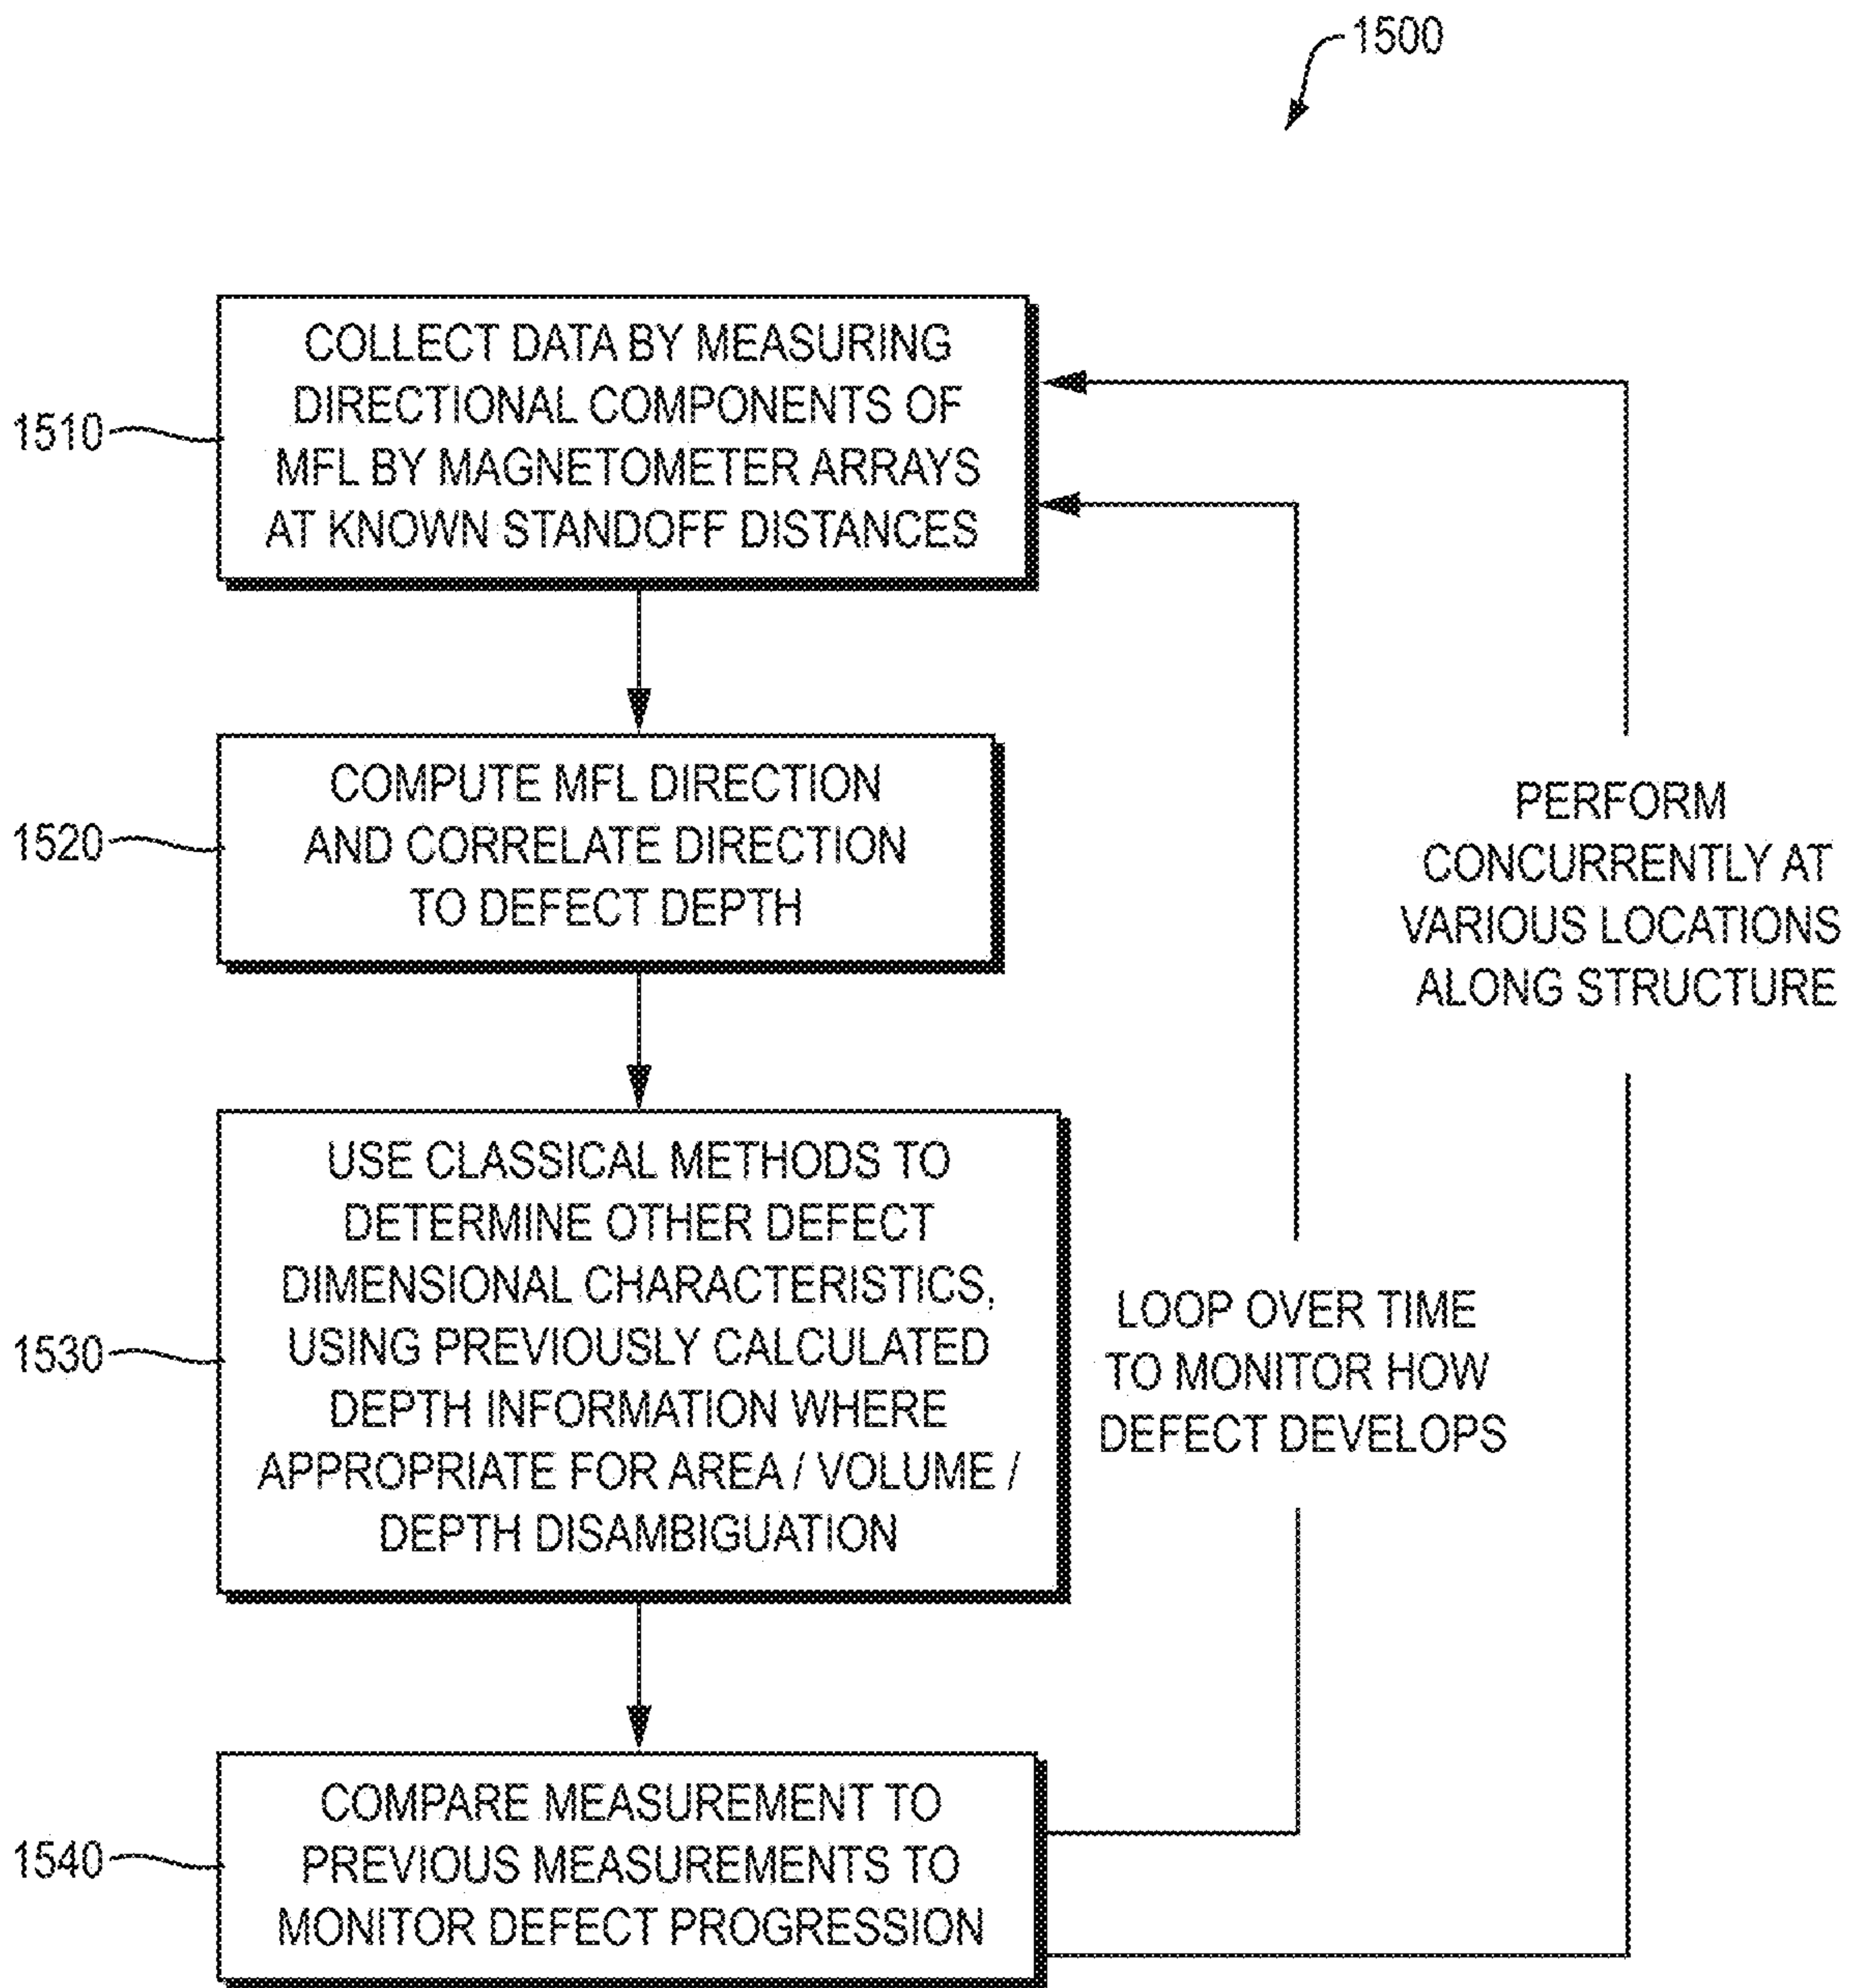 1500
1510
COLLECT DATA BY MEASURING
DIRECTIONAL COMPONENTS OF
MFL BY MAGNETOMETER ARRAYS
AT KNOWN STANDOFF DISTANCES
1520
COMPUTE MFL DIRECTION
AND CORRELATE DIRECTION
TO DEFECT DEPTH
PERFORM
CONCURRENTLY AT
VARIOUS LOCATIONS
ALONG STRUCTURE
1530
USE CLASSICAL METHODS TO
DETERMINE OTHER DEFECT
DIMENSIONAL CHARACTERISTICS,
USING PREVIOUSLY CALCULATED
DEPTH INFORMATION WHERE
APPROPRIATE FOR AREA / VOLUME /
DEPTH DISAMBIGUATION
LOOP OVER TIME
TO MONITOR HOW
DEFECT DEVELOPS
1540
COMPARE MEASUREMENT TO
PREVIOUS MEASUREMENTS TO
MONITOR DEFECT PROGRESSION